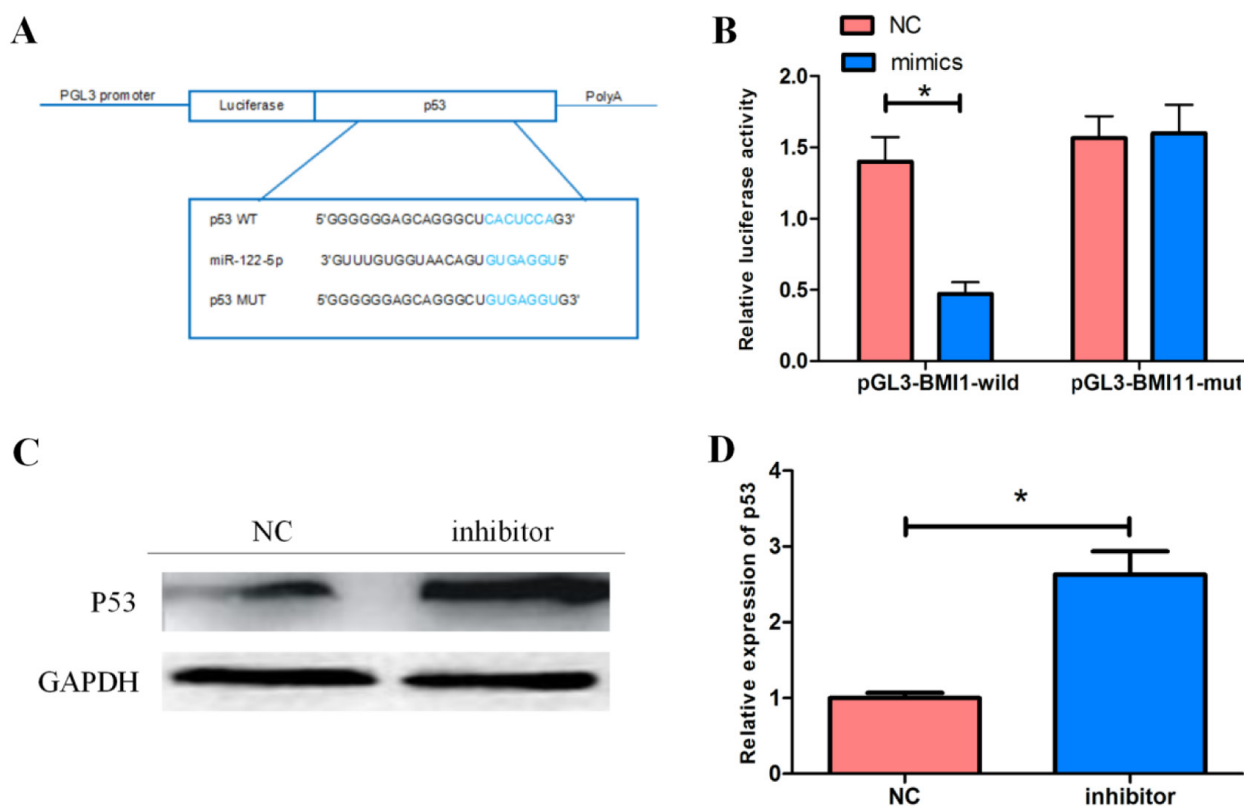 A
PGL3 promoter
Luciferase
p53
PolyA
p53 WT 5'GGGGGGAGCAGGGCUCACUCCAG3'
miR-122-5p 3'GUUUGUGGUAACAGUGUGAGGU5'
p53 MUT 5'GGGGGGAGCAGGGCUGUGAGGUG3'
B
NC
mimics
Relative luciferase activity
2.0
*
1.5
1.0
0.5
0.0
pGL3-BMI1-wild
pGL3-BMI11-mut
C
NC inhibitor
P53
GAPDH
D
Relative expression of p53
4
*
3
2
1
0
NC
inhibitor